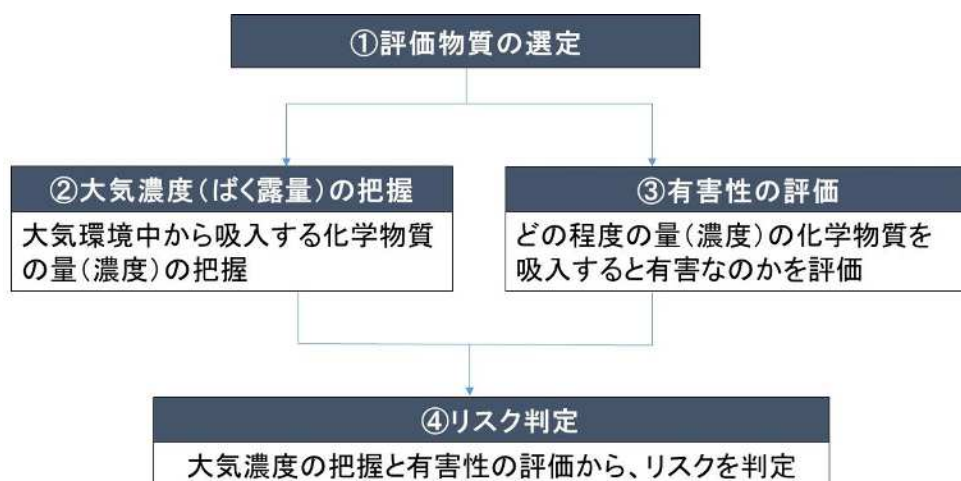 ①評価物質の選定
②大気濃度(ばく露量)の把握
大気環境中から吸入する化学物質
の量(濃度)の把握
③有害性の評価
どの程度の量(濃度)の化学物質を
吸入すると有害なのかを評価
④リスク判定
大気濃度の把握と有害性の評価から、リスクを判定